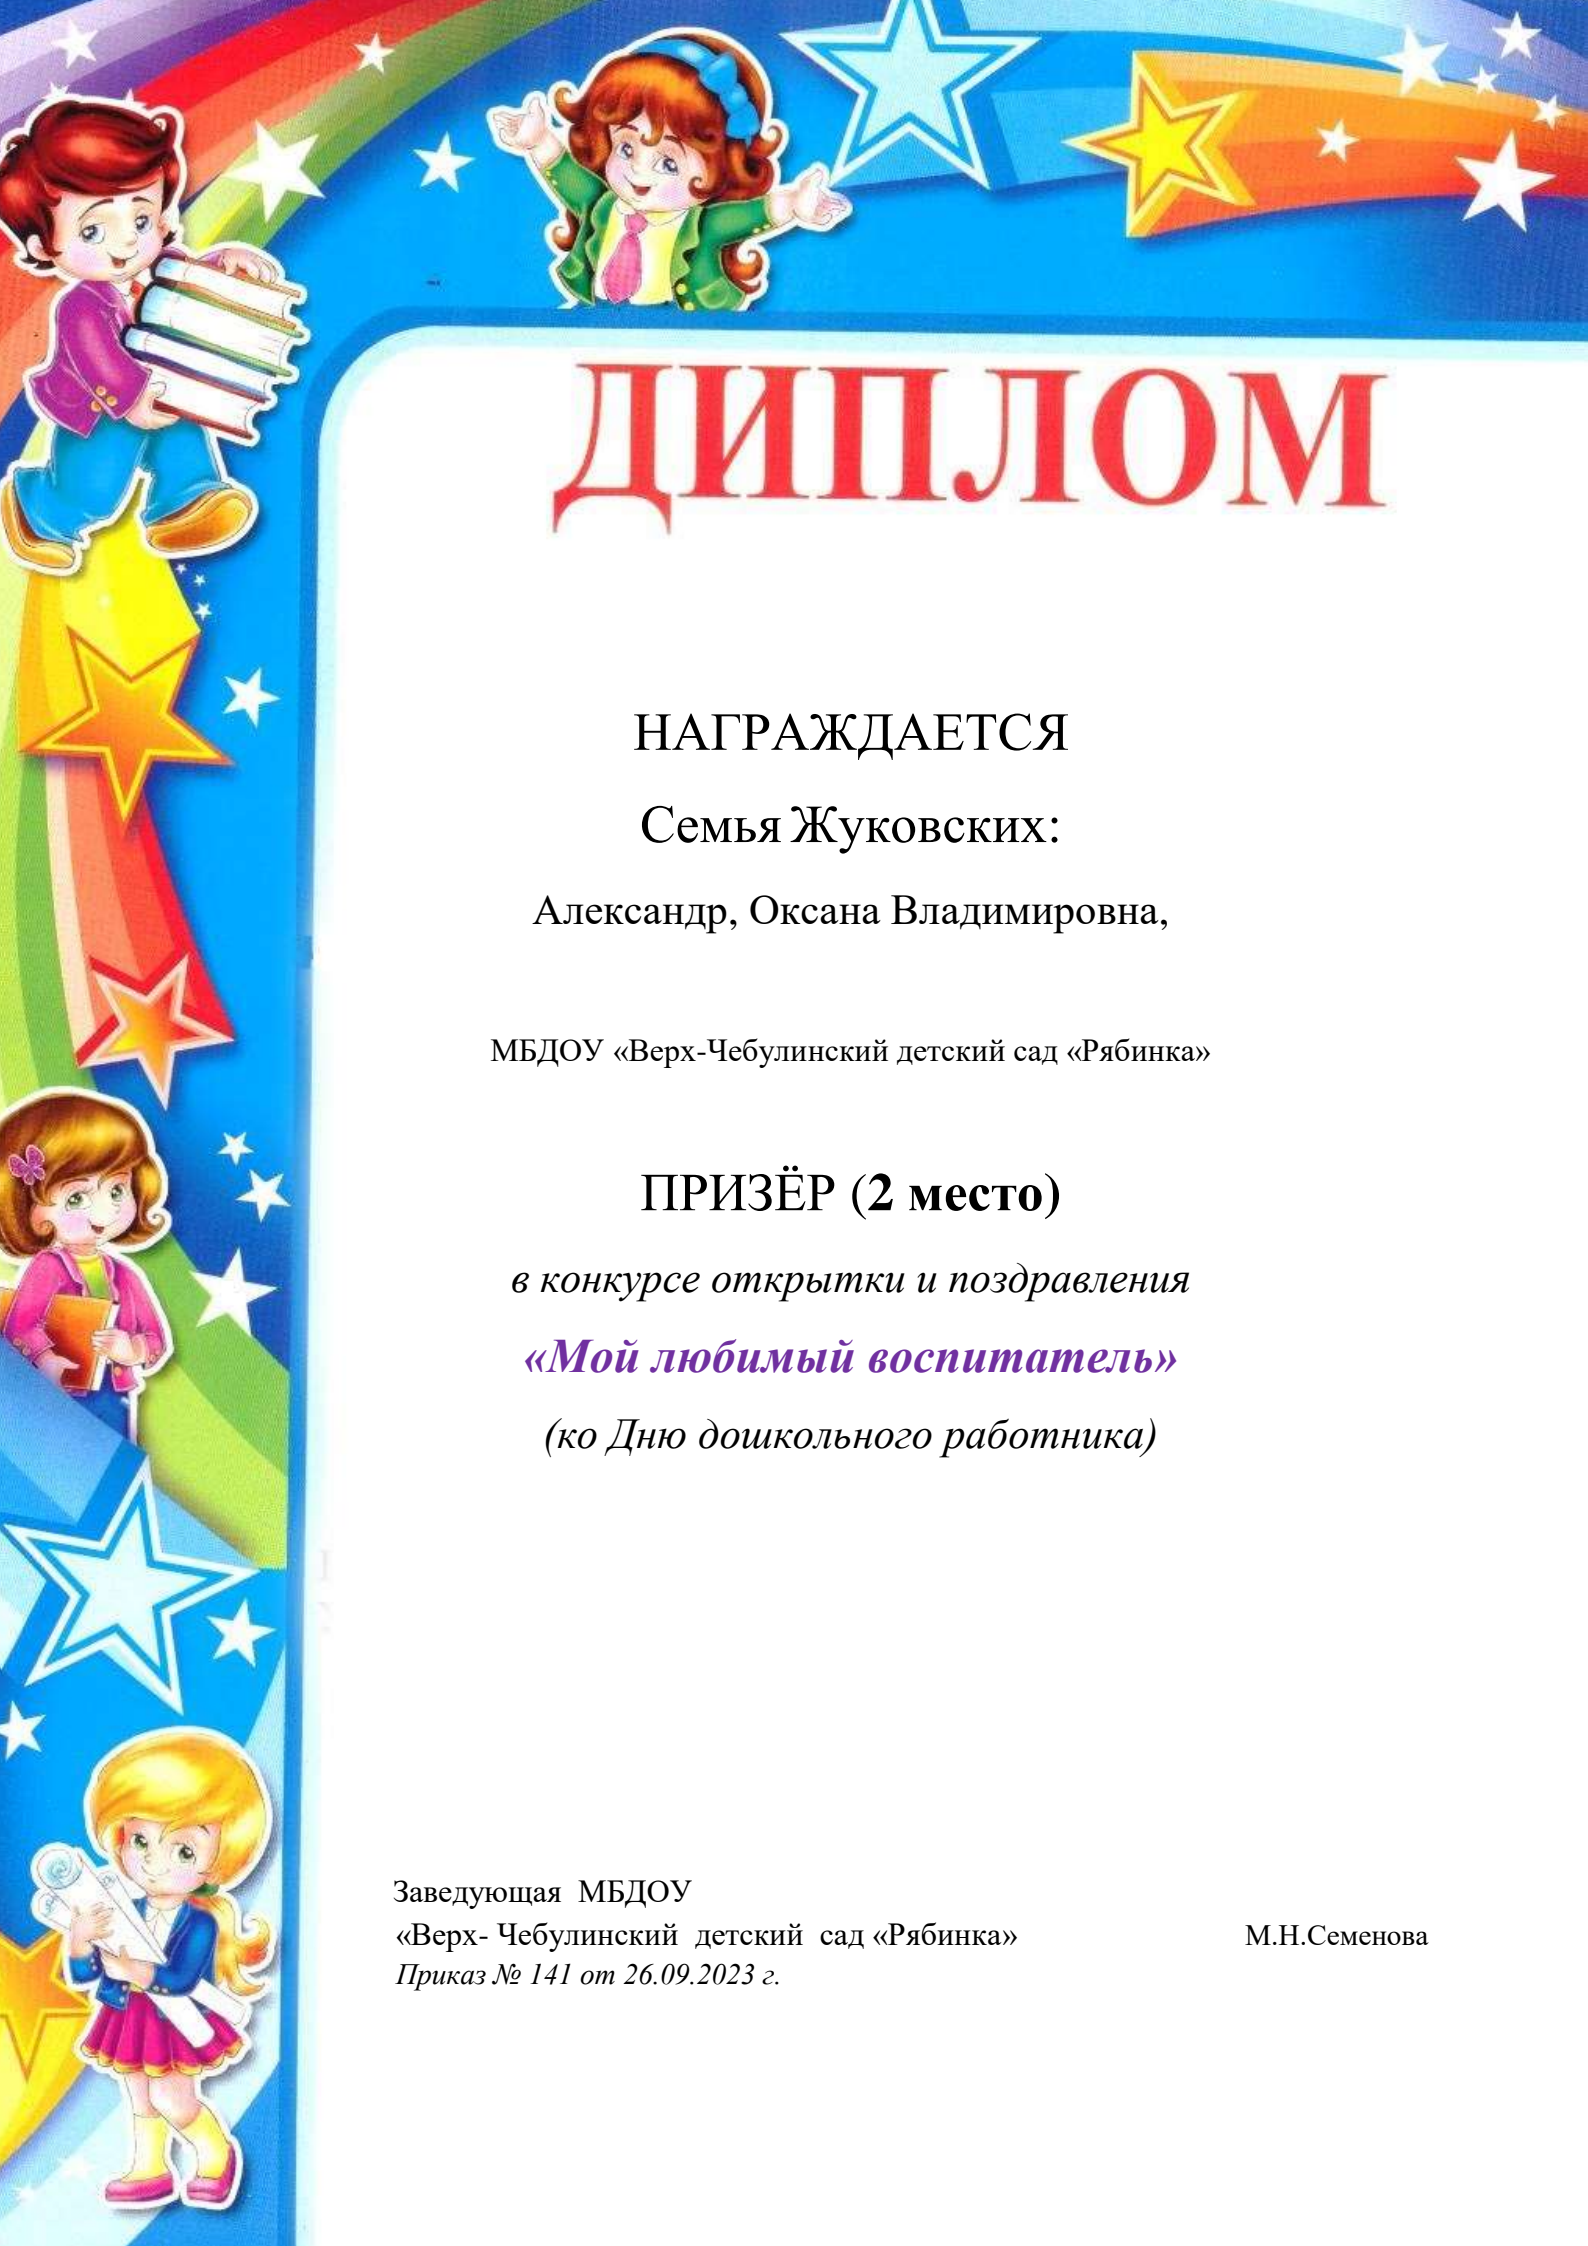 ДИПЛОМ
НАГРАЖДАЕТСЯ
Семья Жуковских:
Александр, Оксана Владимировна,
МБДОУ «Верх-Чебулинский детский сад «Рябинка»
ПРИЗЁР (2 место)
в конкурсе открытки и поздравления
«Мой любимый воспитатель»
(ко Дню дошкольного работника)
Заведующая МБДОУ
«Верх- Чебулинский детский сад «Рябинка» М.Н.Семенова
Приказ № 141 от 26.09.2023 г.